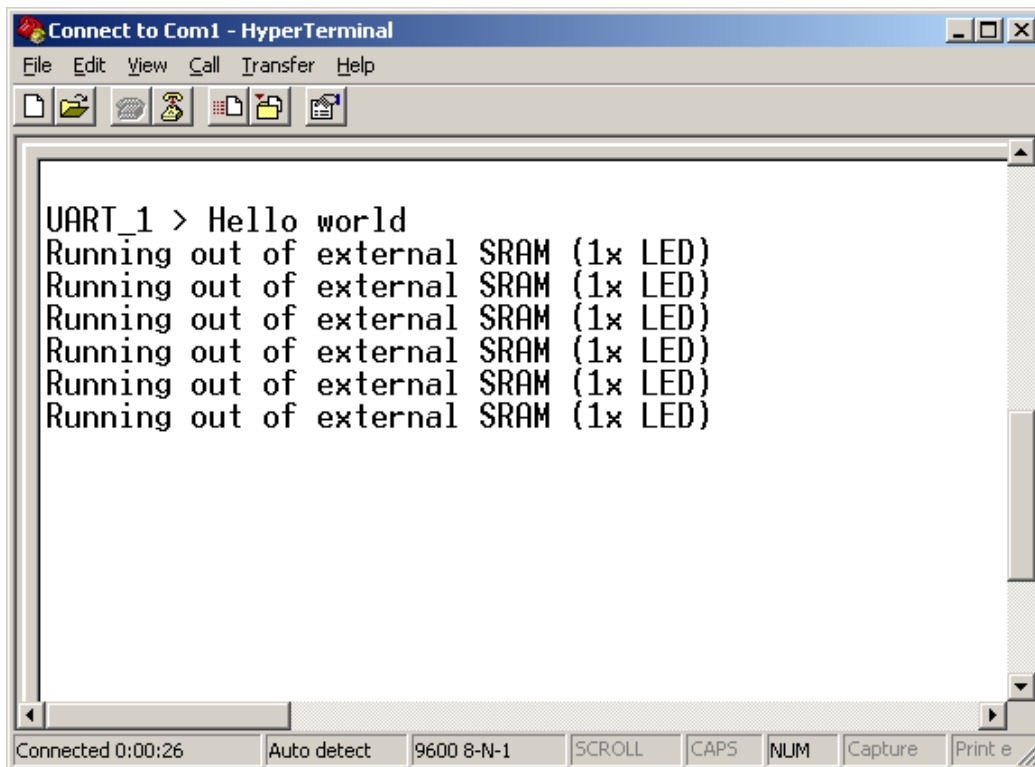 Connect to Com1 - HyperTerminal
File Edit View Call Transfer Help
UART_1 > Hello world
Running out of external SRAM (1x LED)
Running out of external SRAM (1x LED)
Running out of external SRAM (1x LED)
Running out of external SRAM (1x LED)
Running out of external SRAM (1x LED)
Running out of external SRAM (1x LED)
Connected 0:00:26 Auto detect 9600 8-N-1 SCROLL CAPS NUM Capture Print e